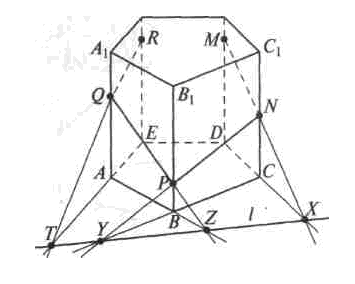 R M
A₁ C₁
Q B₁
N
E D
A P C
B
T Y Z l X